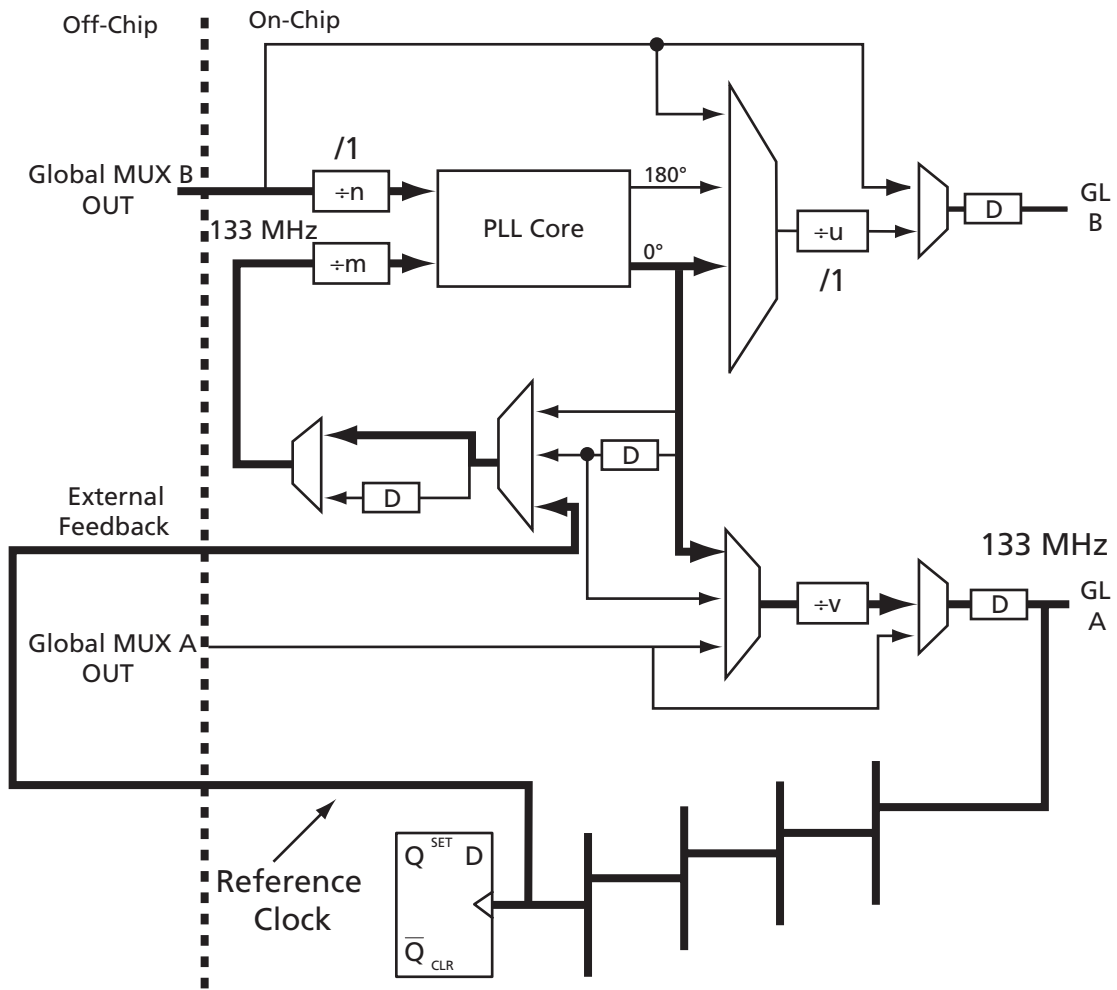 Off-Chip
On-Chip
/1
Global MUX B
OUT
÷n
180°
PLL Core
133 MHz
÷m
0°
÷u
/1
D
GL
B
D
D
External
Feedback
133 MHz
÷v
D
GL
A
Global MUX A
OUT
Reference
Clock
Q SET D
Q̅ CLR